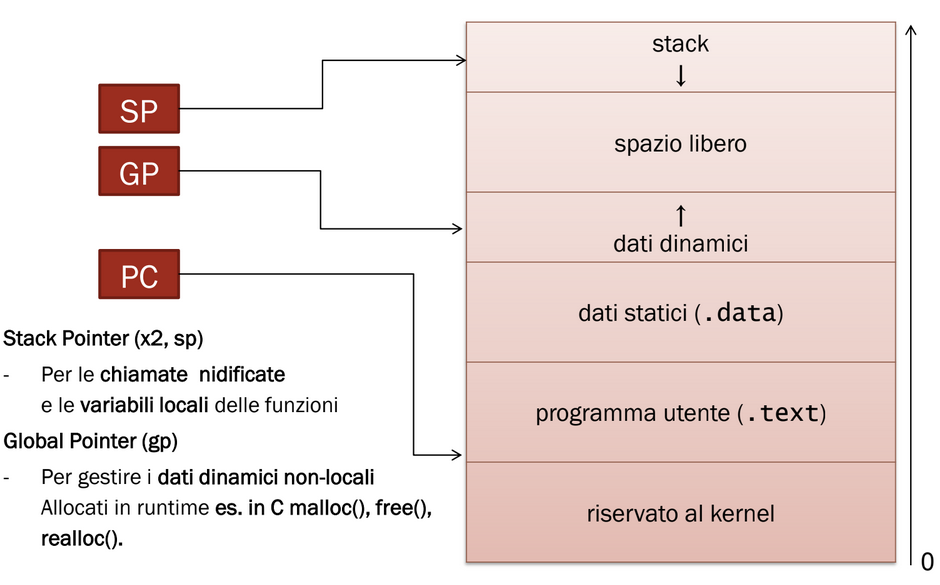 stack
↓
SP
spazio libero
GP
↑
dati dinamici
PC
dati statici (.data)
programma utente (.text)
riservato al kernel
0
Stack Pointer (x2, sp)
- Per le chiamate nidificate
e le variabili locali delle funzioni
Global Pointer (gp)
- Per gestire i dati dinamici non-locali
Allocati in runtime es. in C malloc(), free(),
realloc().